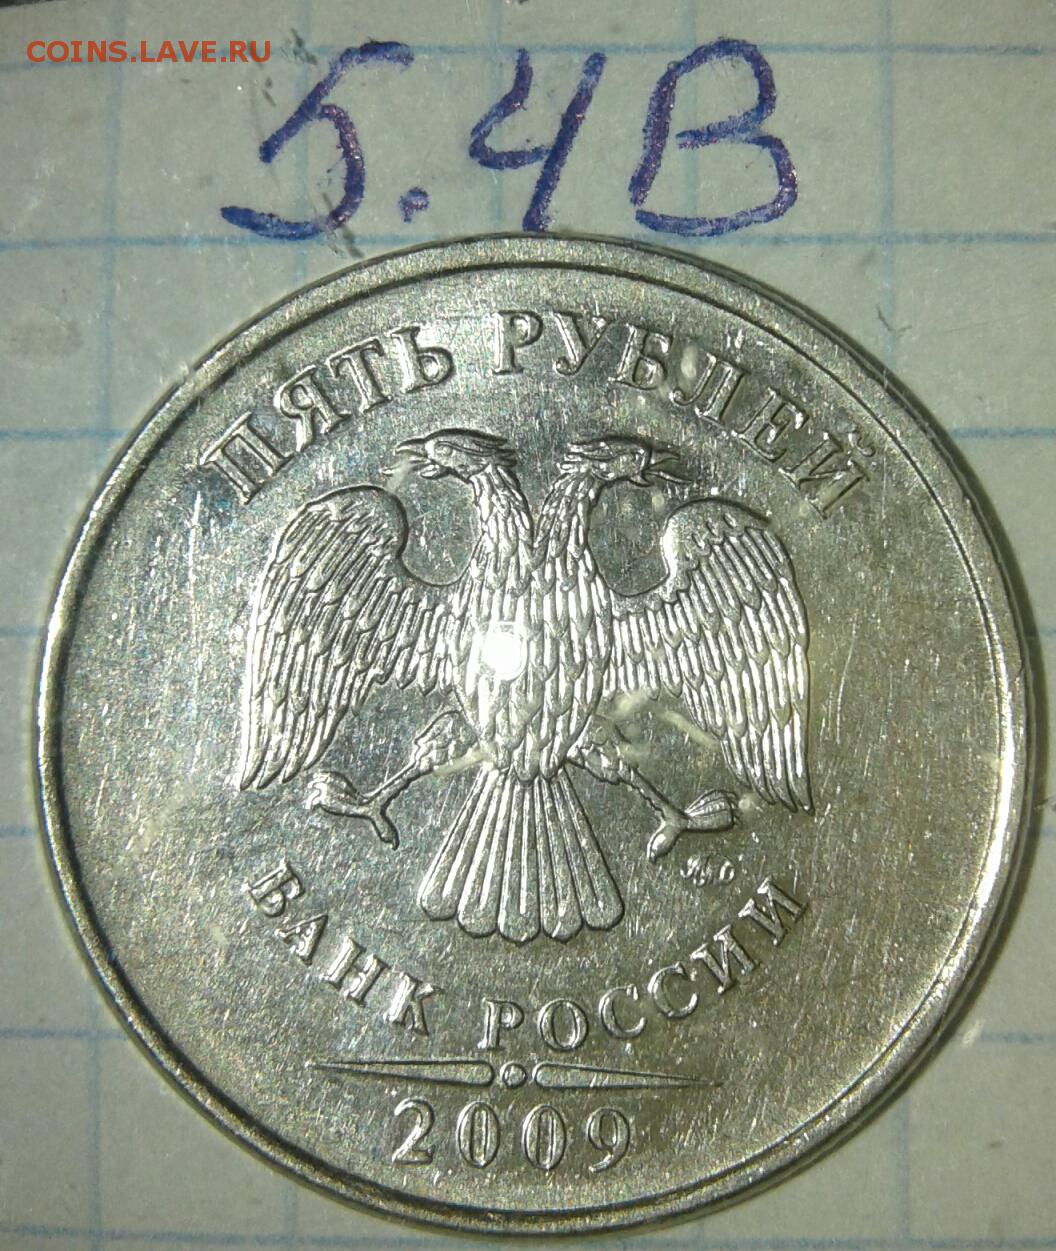 COINS.LAVE.RU
5.4В
ПЯТЬ РУБЛЕЙ
БАНК РОССИИ
2009